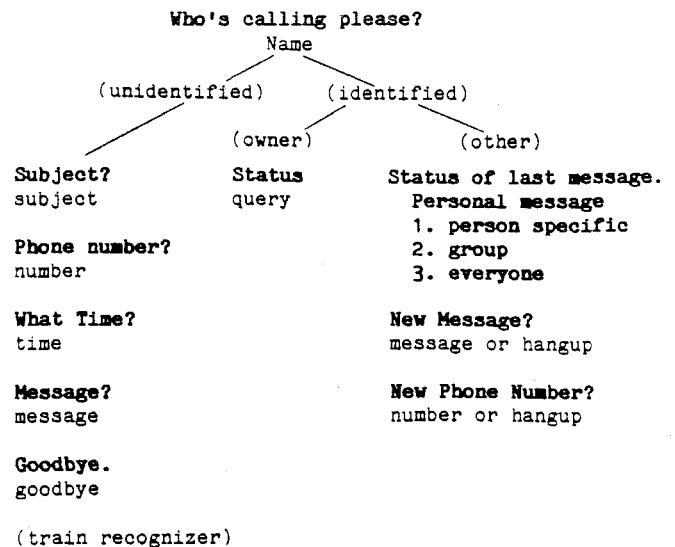 Who's calling please?
Name
(unidentified) (identified)
(owner) (other)
Subject?
subject
Phone number?
number
What Time?
time
Message?
message
Goodbye.
goodbye
(train recognizer)
Status
query
Status of last message.
Personal message
1. person specific
2. group
3. everyone
New Message?
message or hangup
New Phone Number?
number or hangup